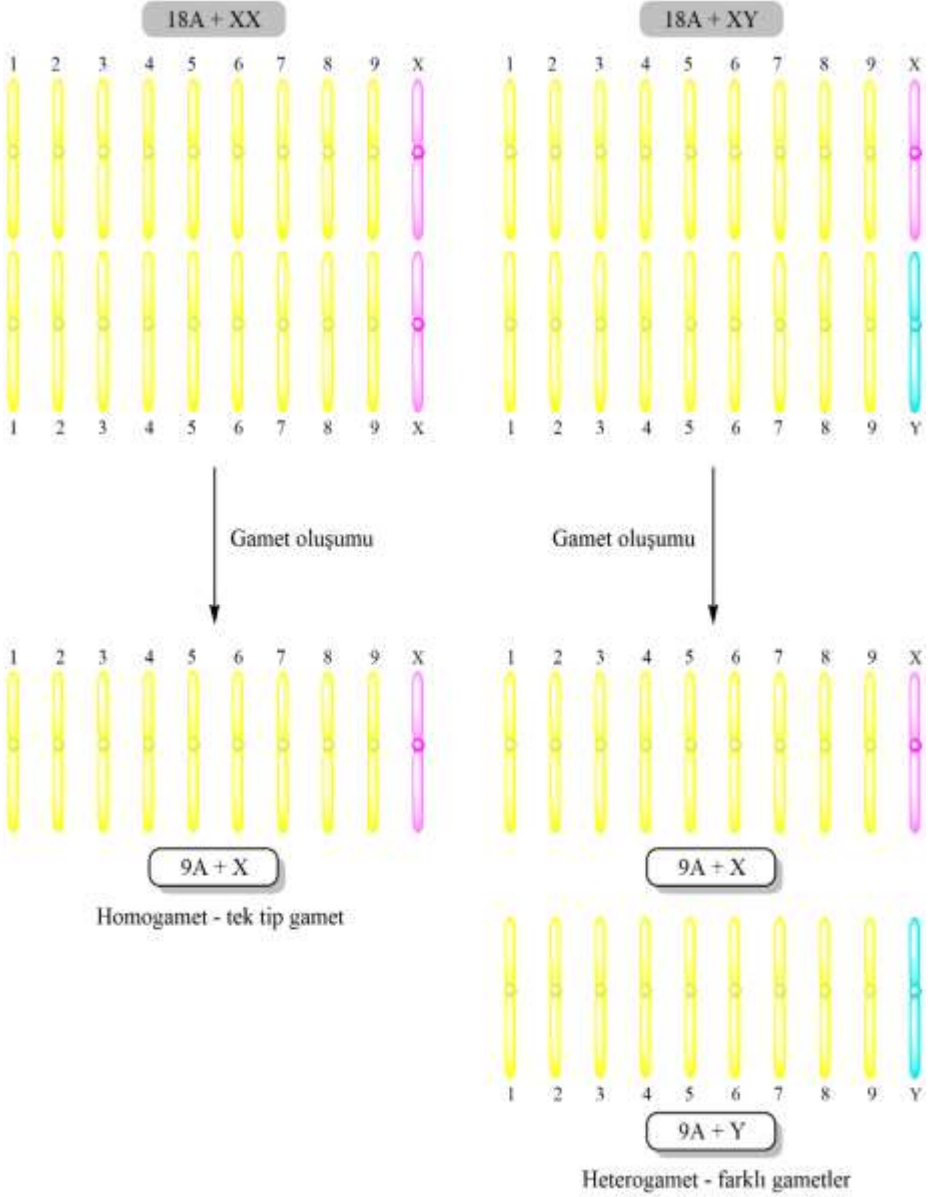 18A + XX
18A + XY
1 2 3 4 5 6 7 8 9 X
1 2 3 4 5 6 7 8 9 X
1 2 3 4 5 6 7 8 9 X
1 2 3 4 5 6 7 8 9 Y
Gamet oluşumu
Gamet oluşumu
1 2 3 4 5 6 7 8 9 X
1 2 3 4 5 6 7 8 9 X
9A + X
9A + X
Homogamet - tek tip gamet
1 2 3 4 5 6 7 8 9 Y
9A + Y
Heterogamet - farklı gametler